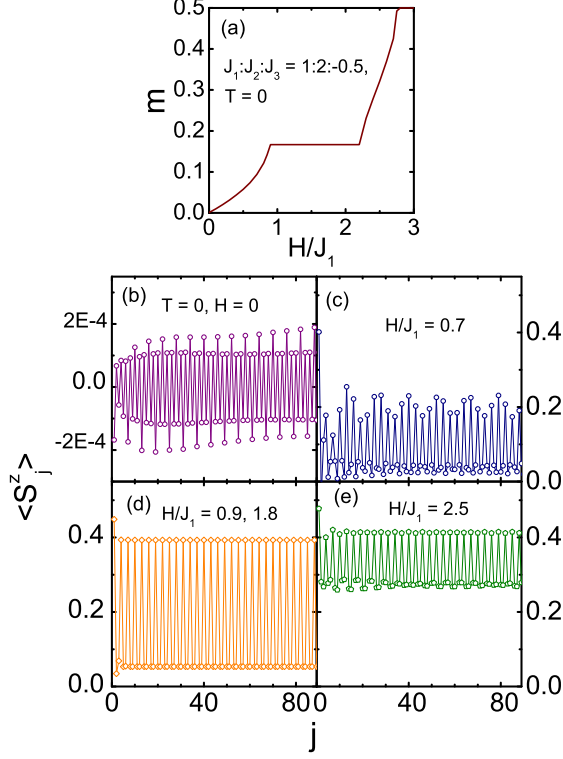 0.5
(a)
0.4
J₁:J₂:J₃ = 1:2:-0.5,
0.3
T = 0
m
0.2
0.1
0.0
0 1 2 3
H/J₁
(b)
T = 0, H = 0
2E-4
0.0
-2E-4
(c)
H/J₁ = 0.7
0.4
0.2
0.0
<Sᶻⱼ>
(d)
H/J₁ = 0.9, 1.8
0.4
0.2
0.0
0 40 80
(e)
H/J₁ = 2.5
0.4
0.2
0.0
0 40 80
j